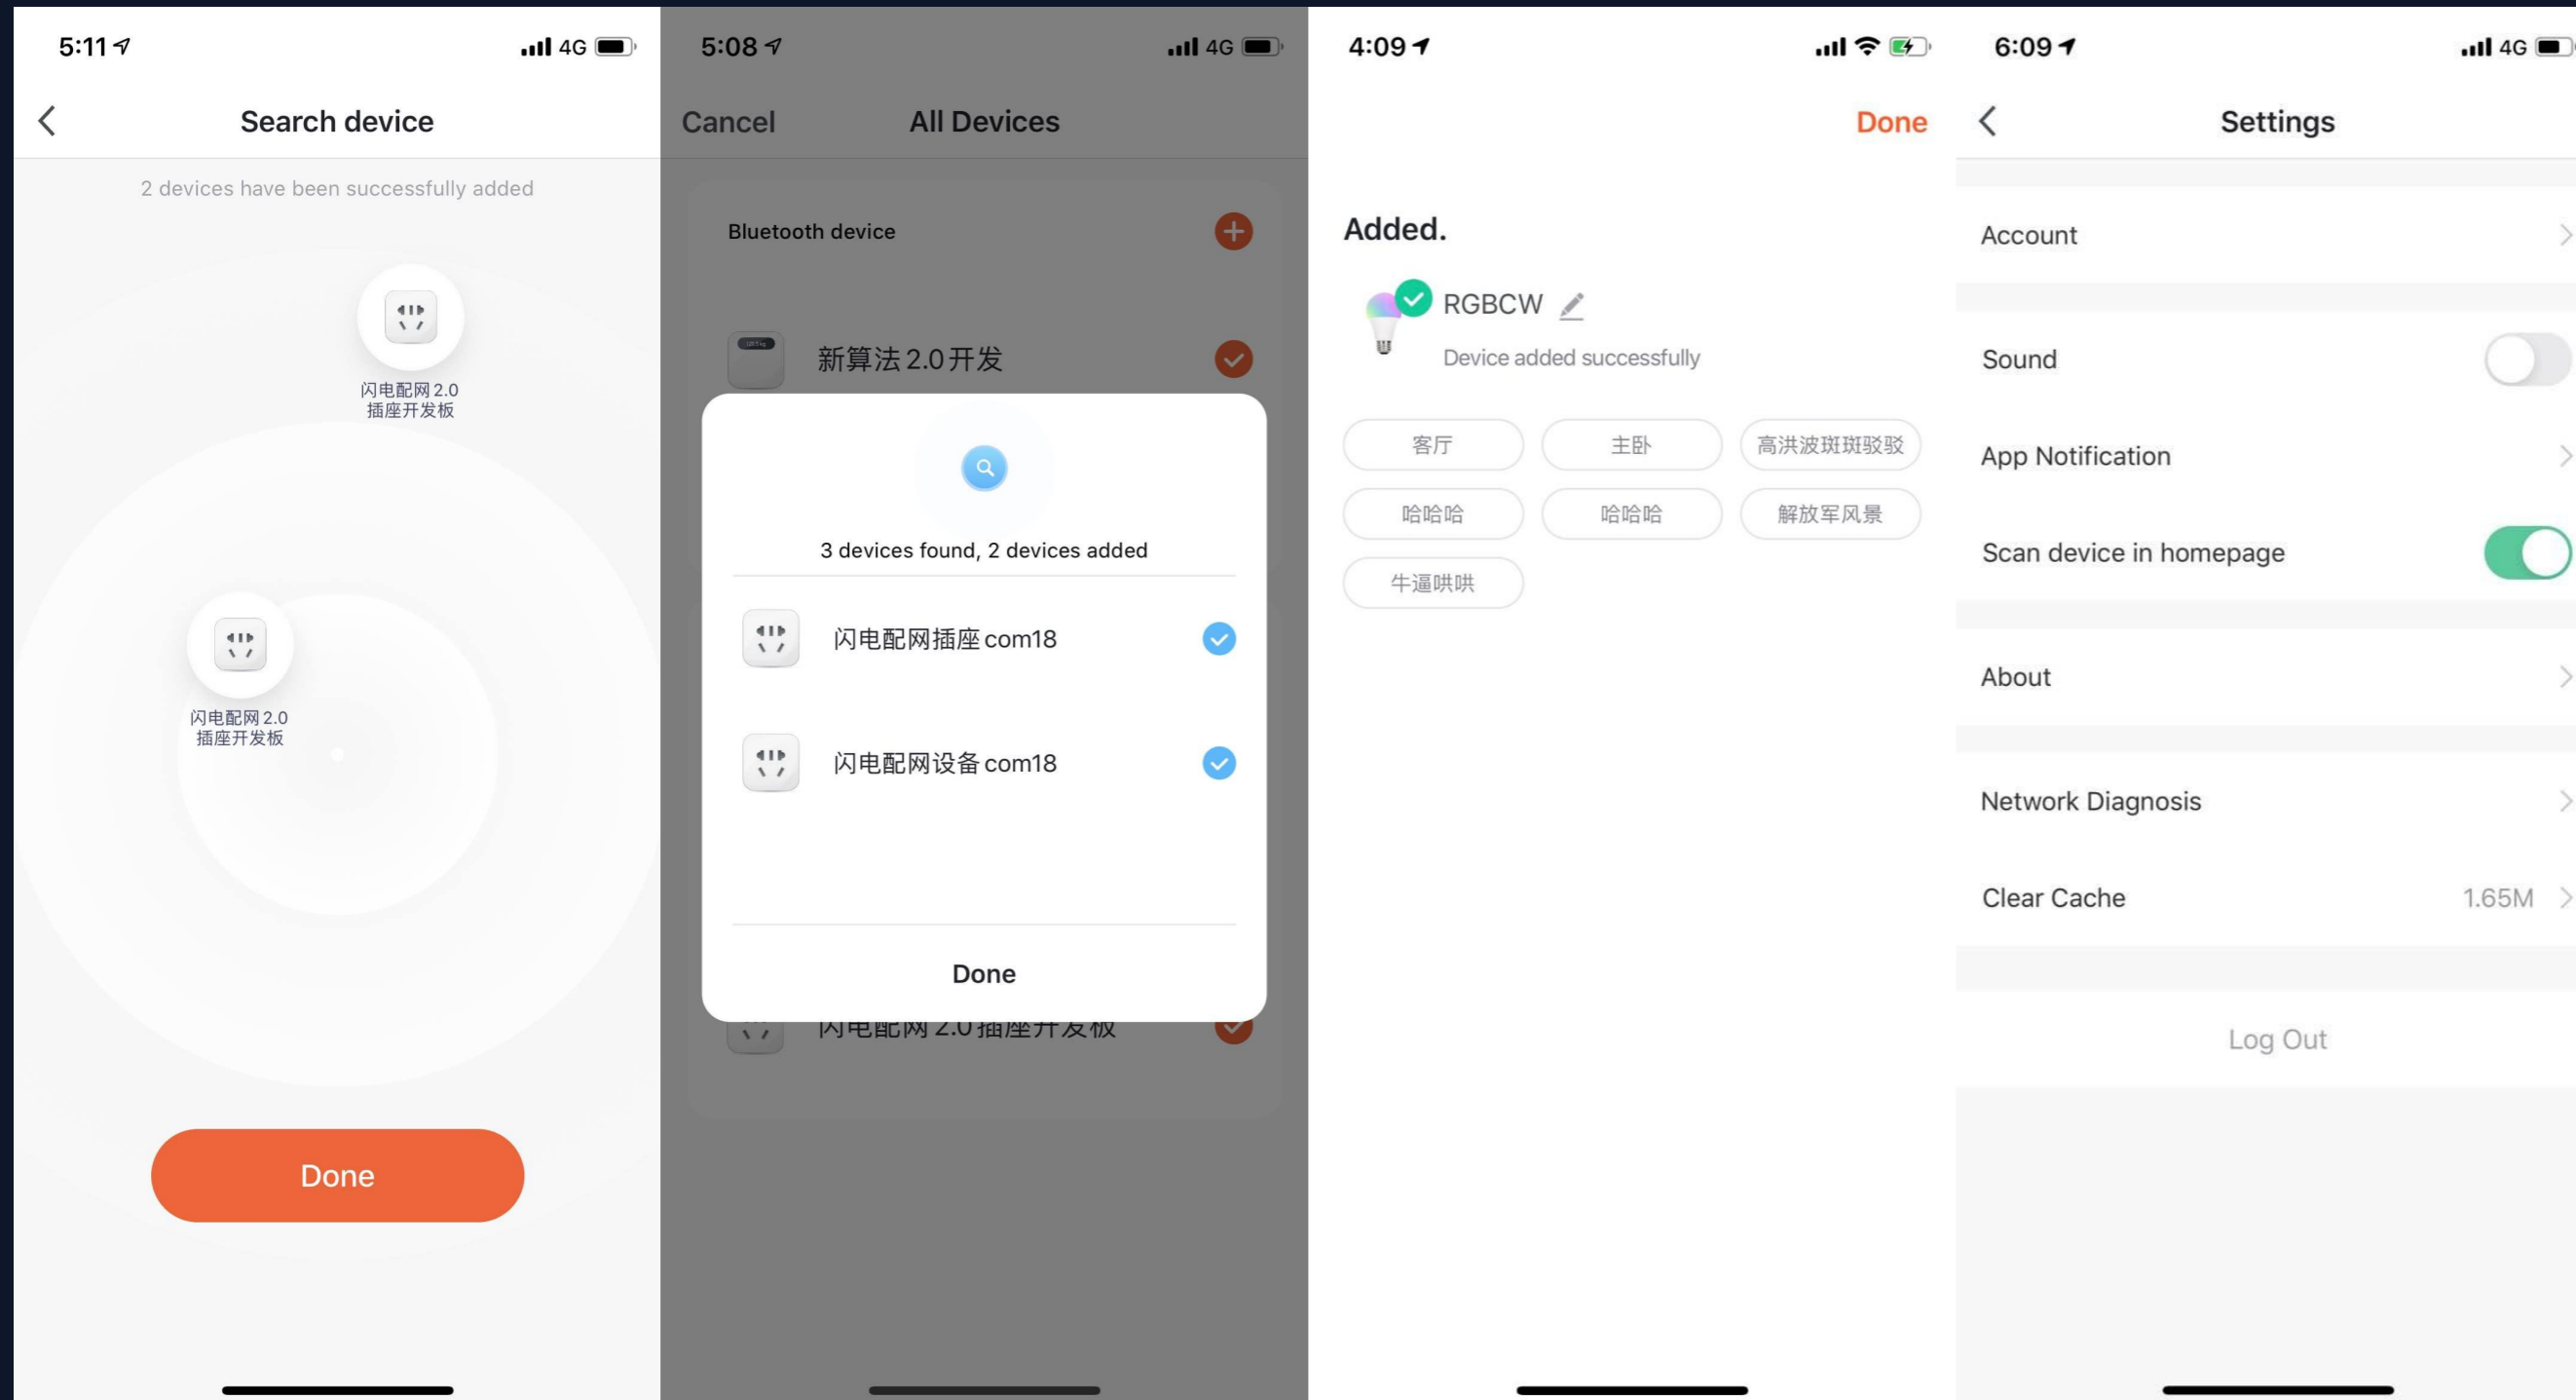 5:11
4G
Search device
2 devices have been successfully added
闪电配网2.0
插座开发板
闪电配网2.0
插座开发板
Done
5:08
4G
Cancel
All Devices
Bluetooth device
新算法2.0开发
3 devices found, 2 devices added
闪电配网插座com18
闪电配网设备com18
Done
闪电配网2.0插座开发板
4:09
Done
Added.
RGBCW
Device added successfully
客厅
主卧
高洪波斑斑驳驳
哈哈哈
哈哈哈
解放军风景
牛逼哄哄
6:09
4G
Settings
Account
Sound
App Notification
Scan device in homepage
About
Network Diagnosis
Clear Cache
1.65M
Log Out